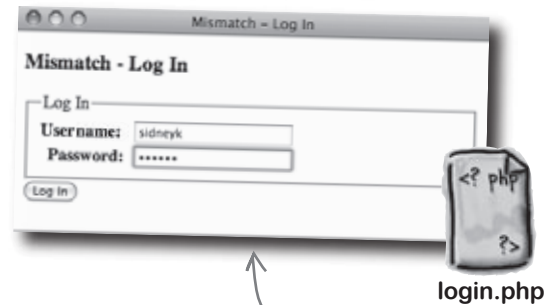 Mismatch - Log In
Mismatch - Log In
Log In
Username: sidneyk
Password: ••••••
Log In
<? php
?>
login.php